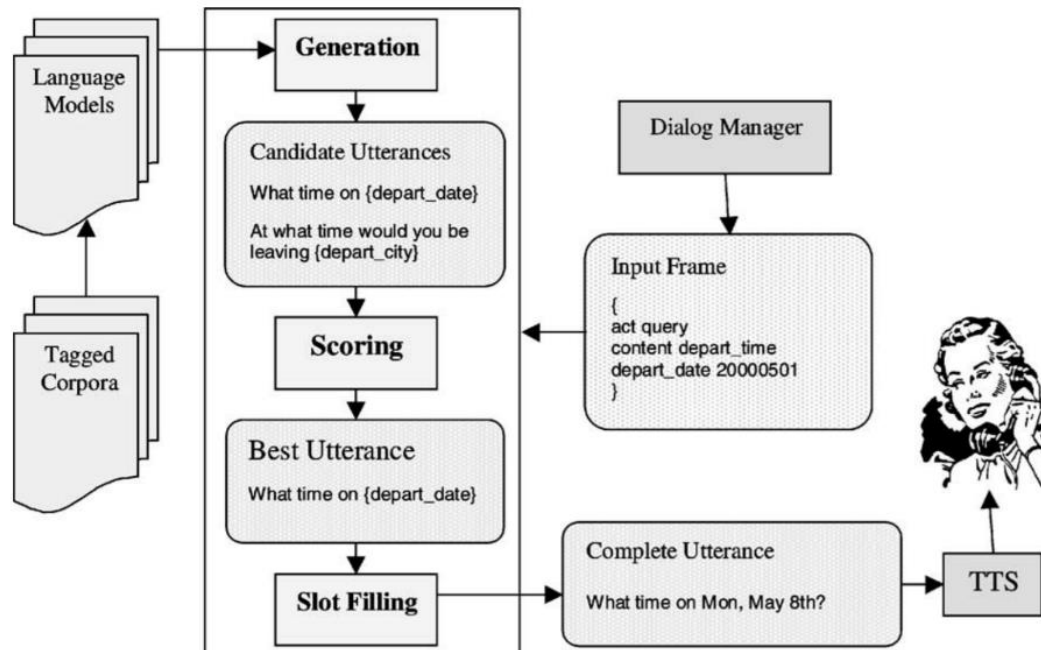 Language
Models
Tagged
Corpora
Generation
Candidate Utterances
What time on {depart_date}
At what time would you be
leaving {depart_city}
Scoring
Best Utterance
What time on {depart_date}
Slot Filling
Dialog Manager
Input Frame
{
act query
content depart_time
depart_date 20000501
}
Complete Utterance
What time on Mon, May 8th?
TTS